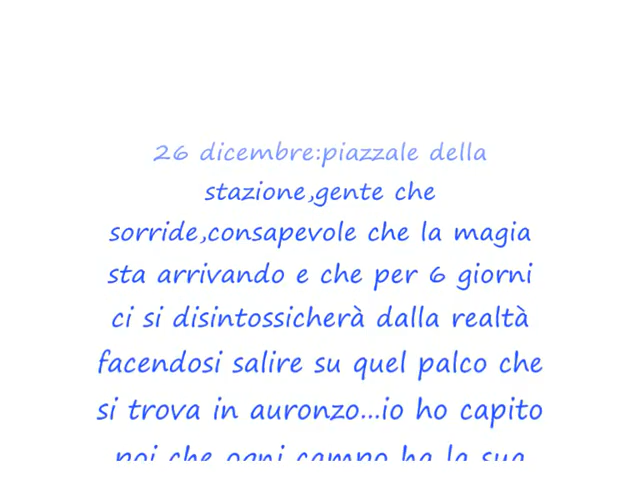 26 dicembre:piazzale della
stazione,gente che
sorride,consapevole che la magia
sta arrivando e che per 6 giorni
ci si disintossicherà dalla realtà
facendosi salire su quel palco che
si trova in auronzo...io ho capito
poi che ogni campo ha la sua